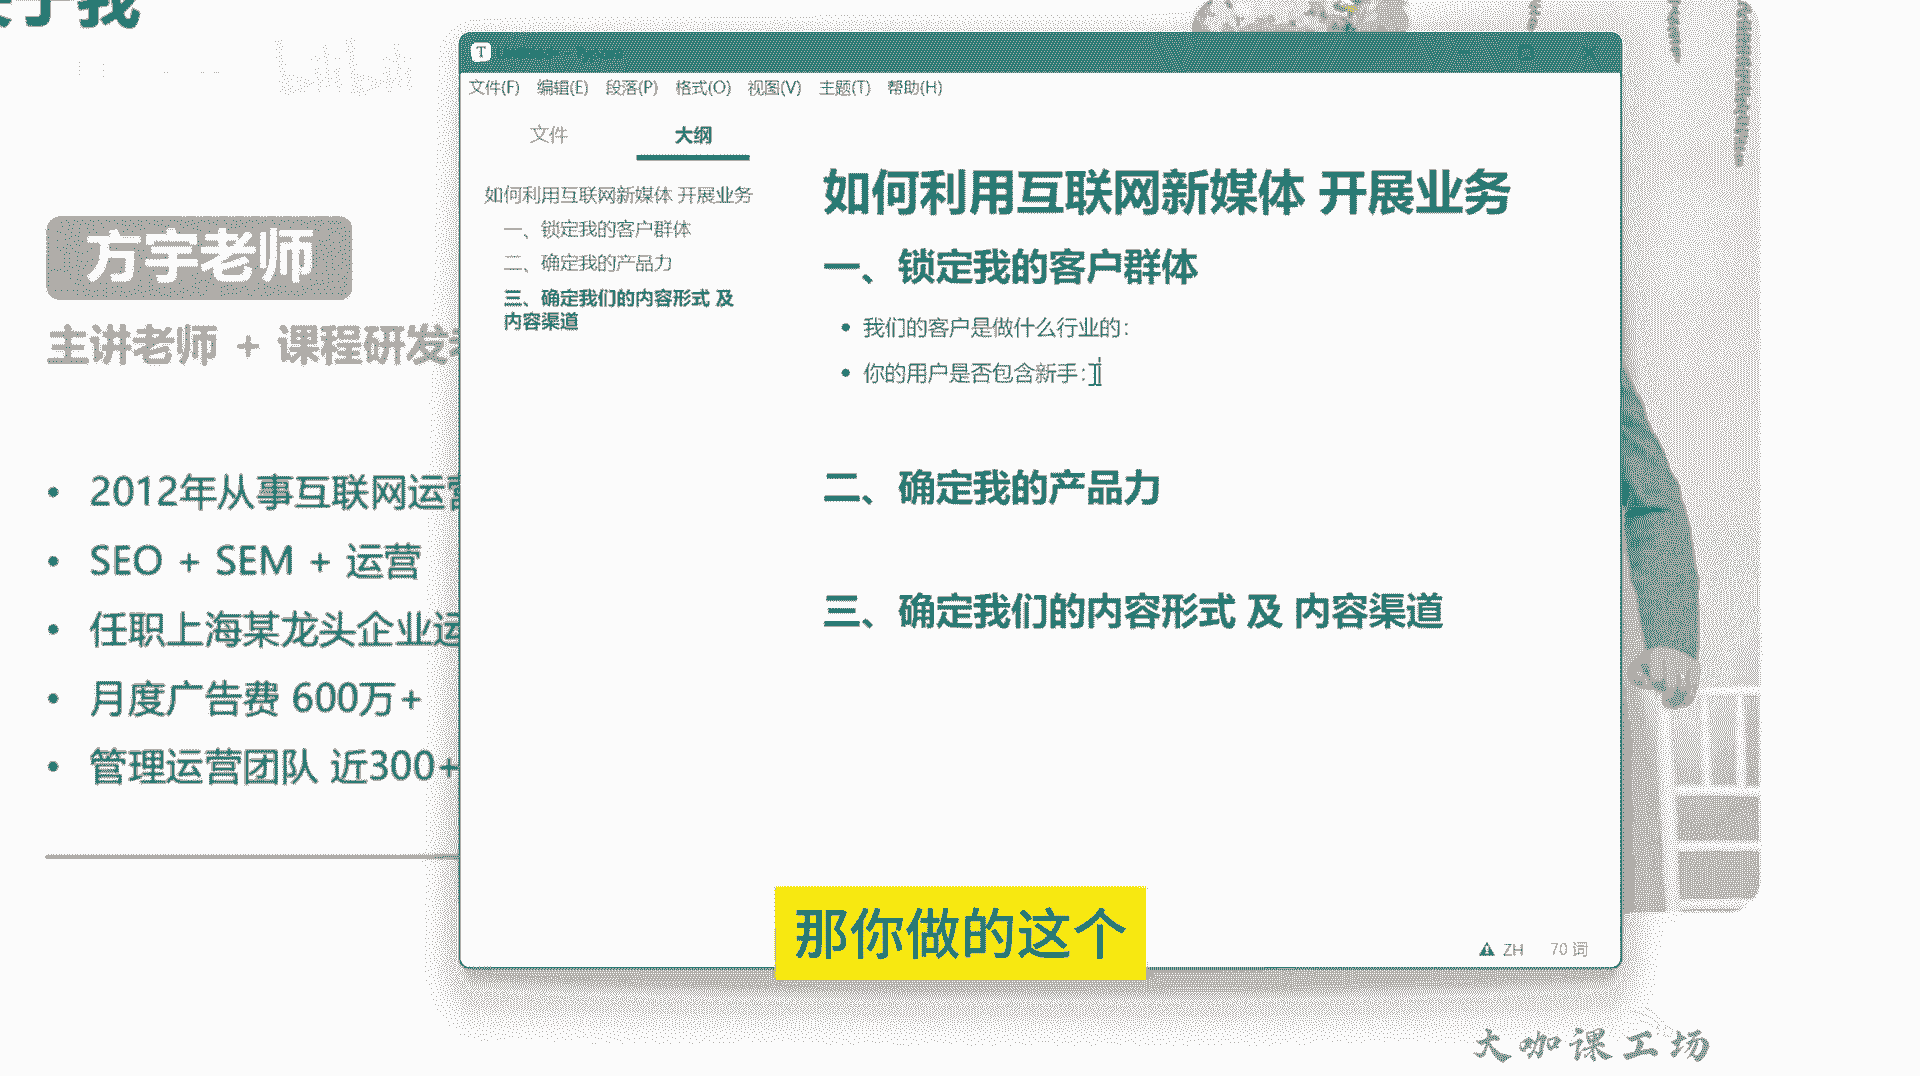 关于我
bilibili
方宇老师
主讲老师 + 课程研发
2012年从事互联网运营
SEO + SEM + 运营
任职上海某龙头企业运
月度广告费 600万+
管理运营团队 近300+
T
文件(F) 编辑(E) 段落(P) 格式(O) 视图(V) 主题(T) 帮助(H)
文件 大纲
如何利用互联网新媒体 开展业务
一、锁定我的客户群体
二、确定我的产品力
三、确定我们的内容形式 及
内容渠道
如何利用互联网新媒体 开展业务
一、锁定我的客户群体
我们的客户是做什么行业的：
你的用户是否包含新手：
二、确定我的产品力
三、确定我们的内容形式 及 内容渠道
ZH 70 词
那你做的这个
大咖课工场